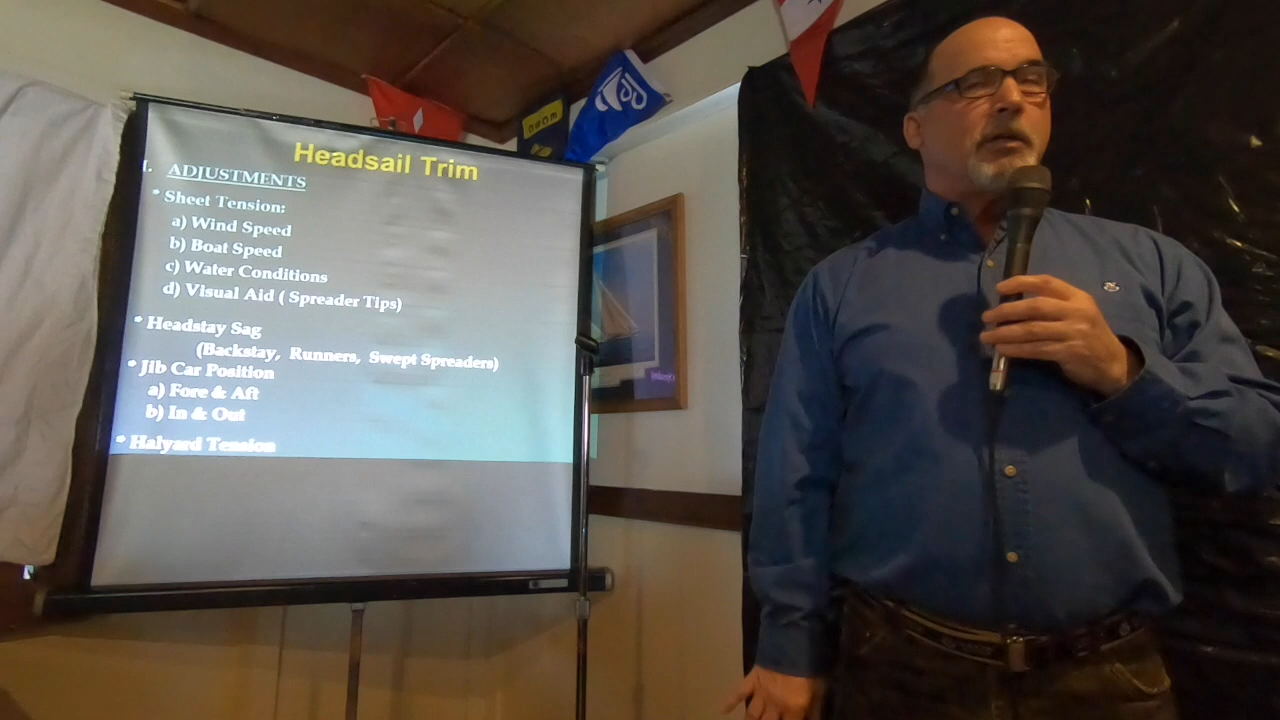 Headsail Trim
I. ADJUSTMENTS
* Sheet Tension:
a) Wind Speed
b) Boat Speed
c) Water Conditions
d) Visual Aid ( Spreader Tips)
* Headstay Sag
(Backstay, Runners, Swept Spreaders)
* Jib Car Position
a) Fore & Aft
b) In & Out
* Halyard Tension